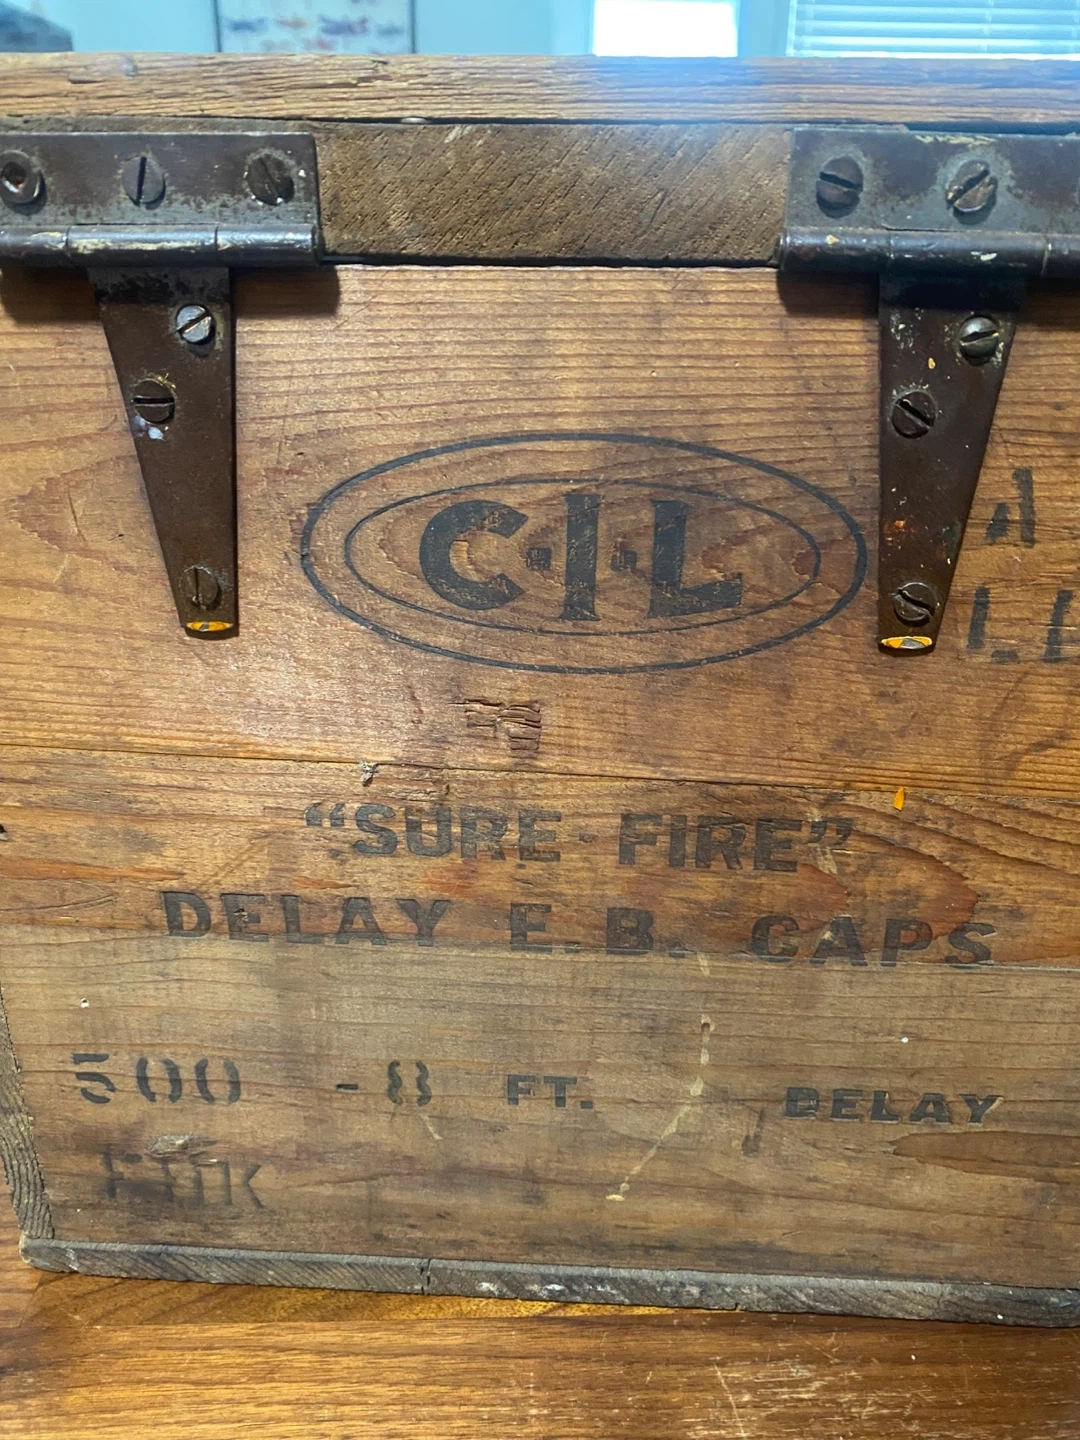 C·I·L
"SURE FIRE"
DELAY E.B. CAPS
500 -8 FT. DELAY